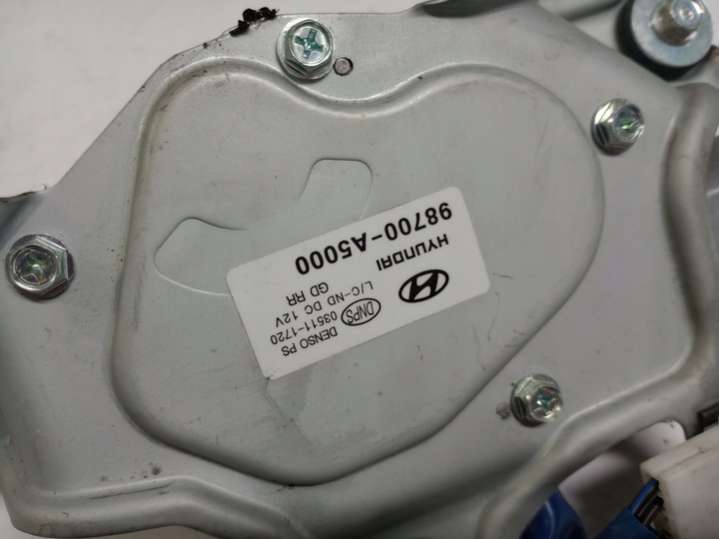 HYUNDAI
98700-A5000
GD RR
L/C-ND DC 12V
DNPS 03511-1720
DENSO PS